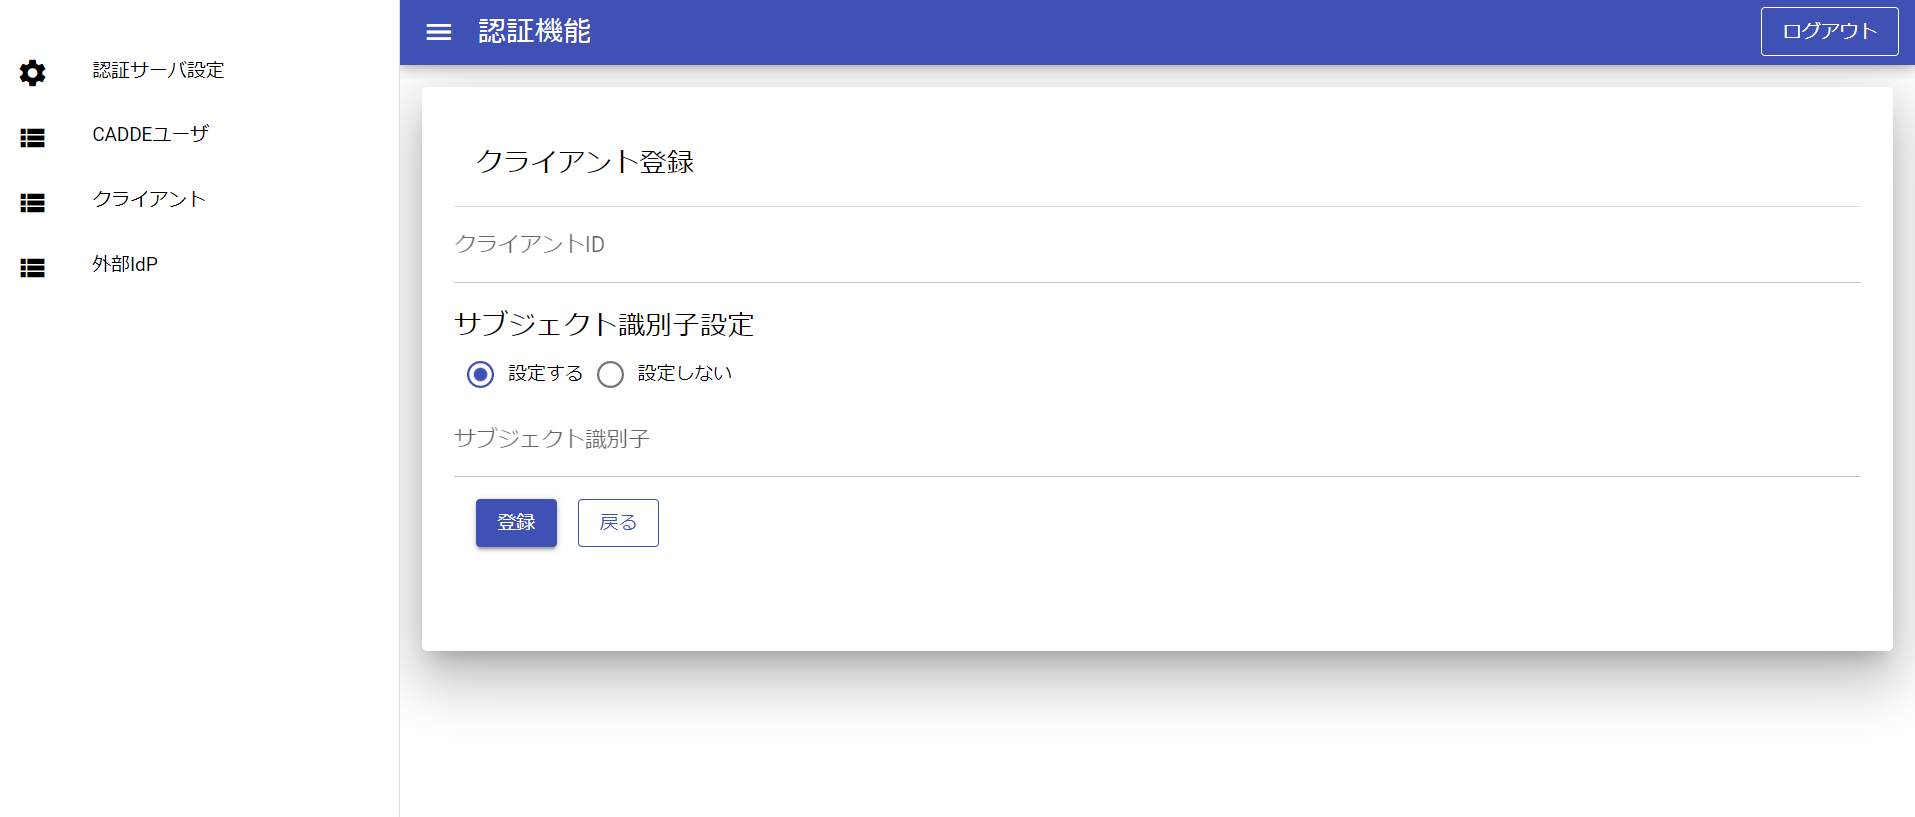 認証機能
ログアウト
認証サーバ設定
CADDEユーザ
クライアント
外部IdP
クライアント登録
クライアントID
サブジェクト識別子設定
設定する 設定しない
サブジェクト識別子
登録 戻る